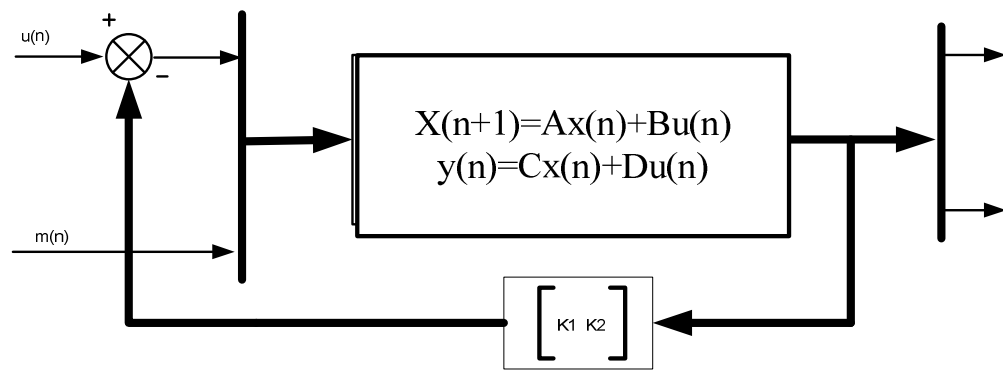 +
u(n)
−
X(n+1)=Ax(n)+Bu(n)
y(n)=Cx(n)+Du(n)
m(n)
K1 K2